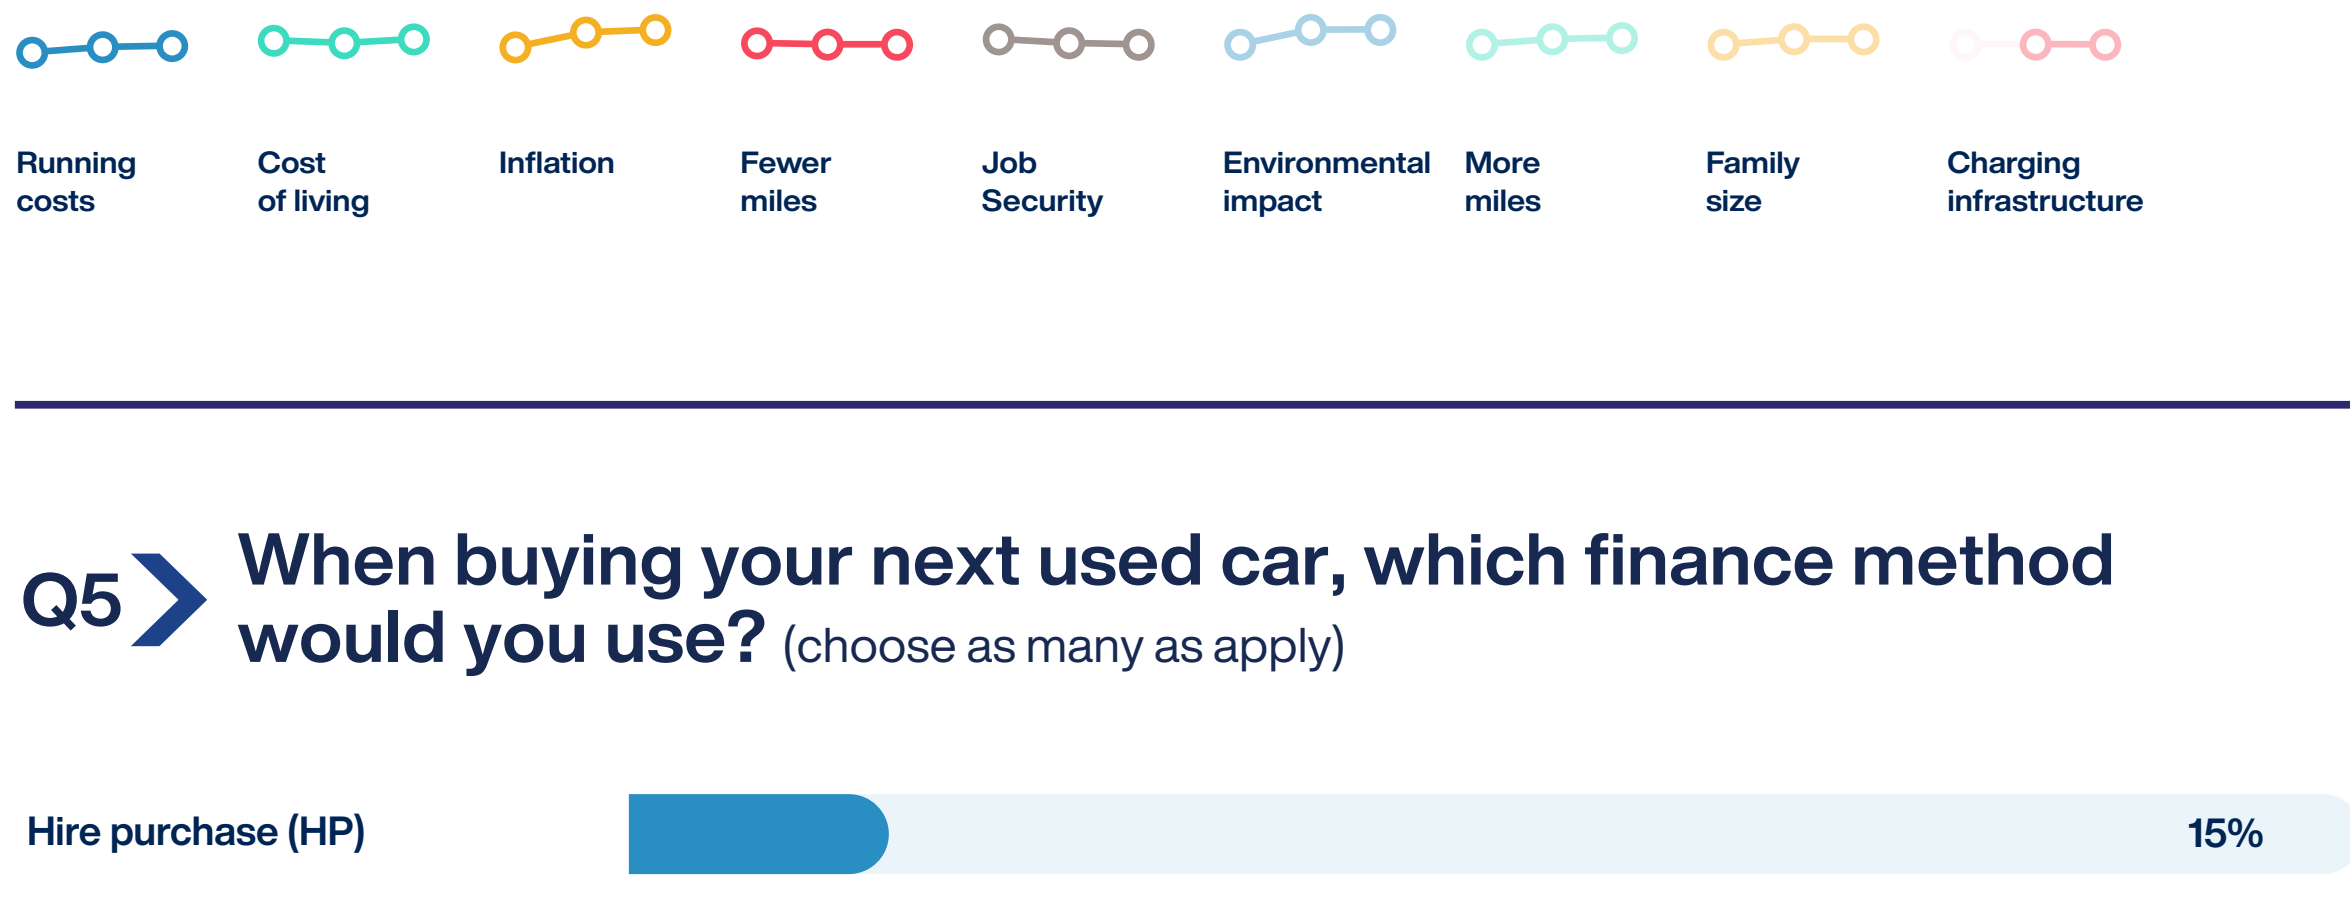 Running costs
Cost of living
Inflation
Fewer miles
Job Security
Environmental impact
More miles
Family size
Charging infrastructure
Q5
When buying your next used car, which finance method
would you use? (choose as many as apply)
Hire purchase (HP) 15%